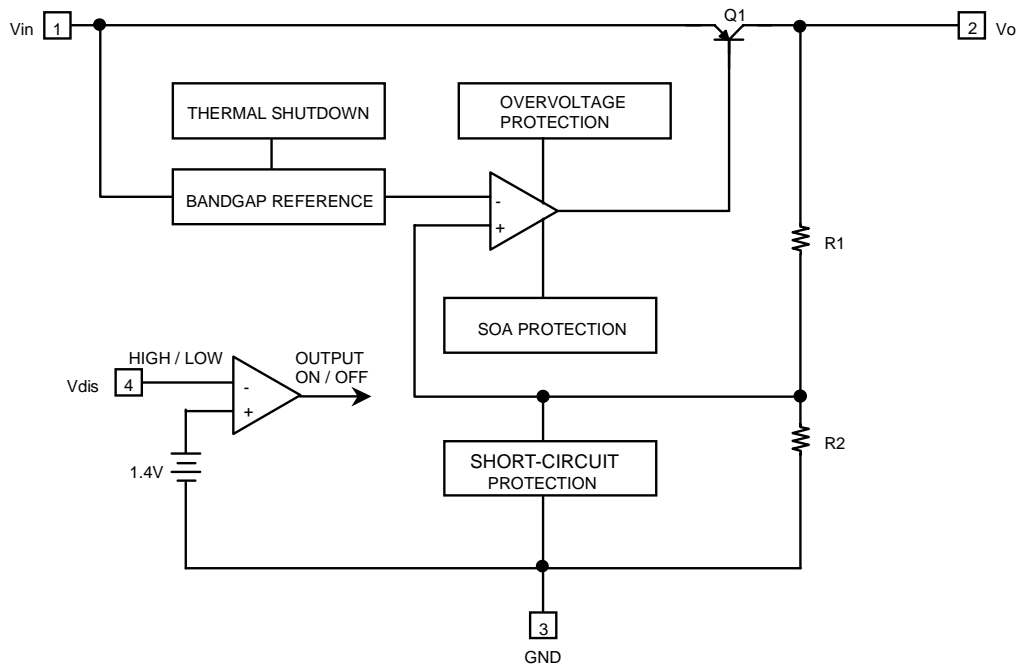 Q1
Vin 1
2 Vo
THERMAL SHUTDOWN
OVERVOLTAGE
PROTECTION
BANDGAP REFERENCE
-
+
R1
SOA PROTECTION
HIGH / LOW
OUTPUT
ON / OFF
Vdis 4
-
+
1.4V
SHORT-CIRCUIT
PROTECTION
R2
3
GND